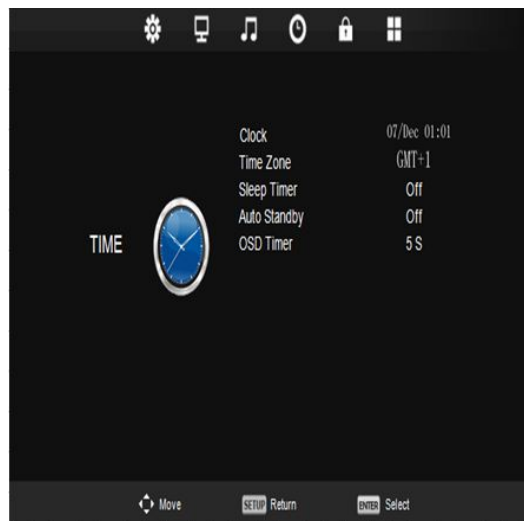 Clock 07/Dec 01:01
Time Zone GMT+1
Sleep Timer Off
Auto Standby Off
TIME OSD Timer 5 S
Move SETUP Return ENTER Select